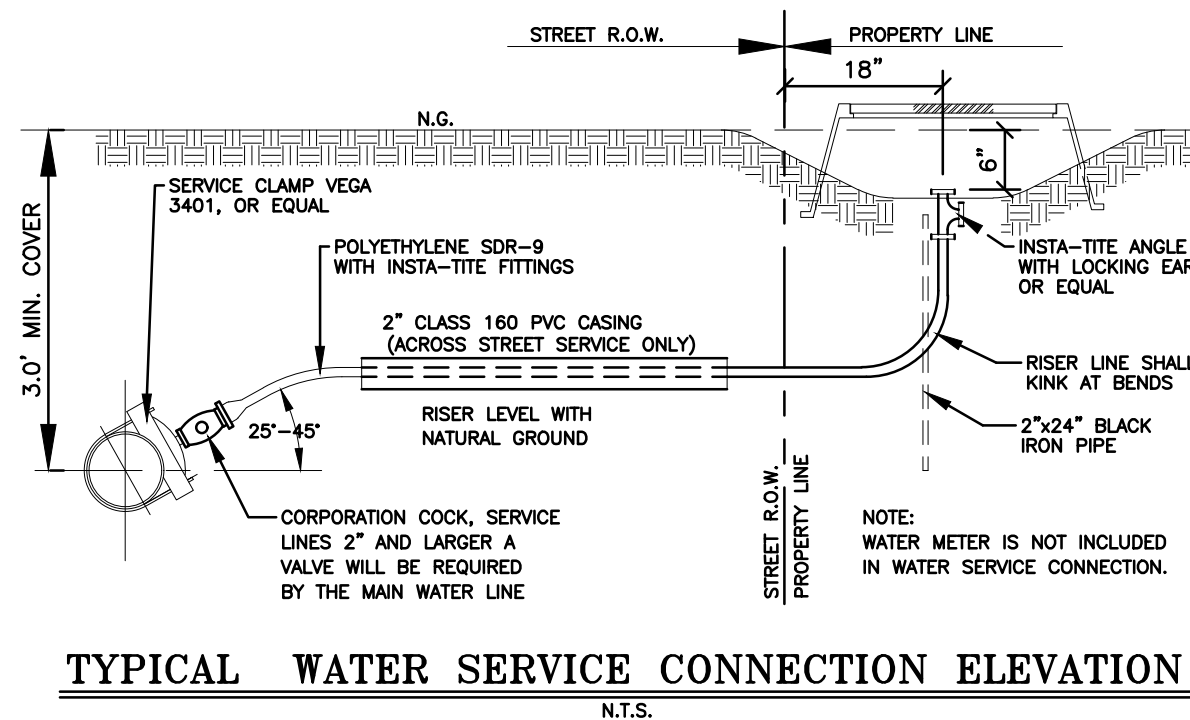 STREET R.O.W.
PROPERTY LINE
18"
N.G.
6"
3.0' MIN. COVER
SERVICE CLAMP VEGA
3401, OR EQUAL
POLYETHYLENE SDR-9
WITH INSTA-TITE FITTINGS
INSTA-TITE ANGLE
WITH LOCKING EAR
OR EQUAL
2" CLASS 160 PVC CASING
(ACROSS STREET SERVICE ONLY)
RISER LINE SHALL
KINK AT BENDS
25°-45°
RISER LEVEL WITH
NATURAL GROUND
2"x24" BLACK
IRON PIPE
STREET R.O.W.
PROPERTY LINE
CORPORATION COCK, SERVICE
LINES 2" AND LARGER A
VALVE WILL BE REQUIRED
BY THE MAIN WATER LINE
NOTE:
WATER METER IS NOT INCLUDED
IN WATER SERVICE CONNECTION.
TYPICAL WATER SERVICE CONNECTION ELEVATION
N.T.S.